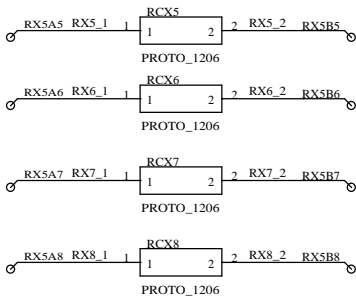 RCX5
RX5A5 RX5_1 1 1 2 2 RX5_2 RX5B5
PROTO_1206
RCX6
RX5A6 RX6_1 1 1 2 2 RX6_2 RX5B6
PROTO_1206
RCX7
RX5A7 RX7_1 1 1 2 2 RX7_2 RX5B7
PROTO_1206
RCX8
RX5A8 RX8_1 1 1 2 2 RX8_2 RX5B8
PROTO_1206